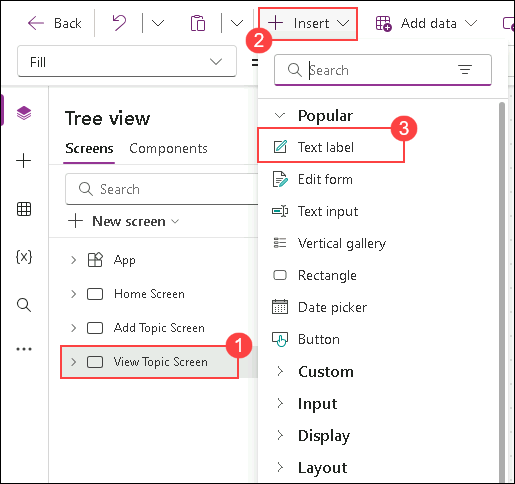 Back
Insert
Add data
2
Fill
=
Search
Tree view
Popular
3
Screens
Components
Text label
Search
Edit form
New screen
Text input
Vertical gallery
App
Rectangle
Home Screen
Date picker
Add Topic Screen
1
Button
View Topic Screen
Custom
Input
Display
Layout
{x}